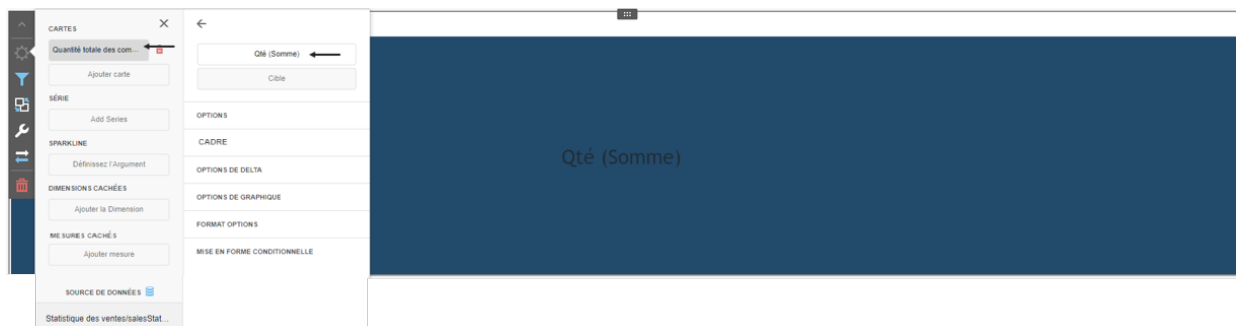 CARTES
Quantité totale des com...
Ajouter carte
SÉRIE
Add Series
SPARKLINE
Définissez l'Argument
DIMENSIONS CACHÉES
Ajouter la Dimension
MESURES CACHÉS
Ajouter mesure
SOURCE DE DONNÉES
Statistique des ventes/salesStat...
Qté (Somme)
Cible
OPTIONS
CADRE
OPTIONS DE DELTA
OPTIONS DE GRAPHIQUE
FORMAT OPTIONS
MISE EN FORME CONDITIONNELLE
Qté (Somme)